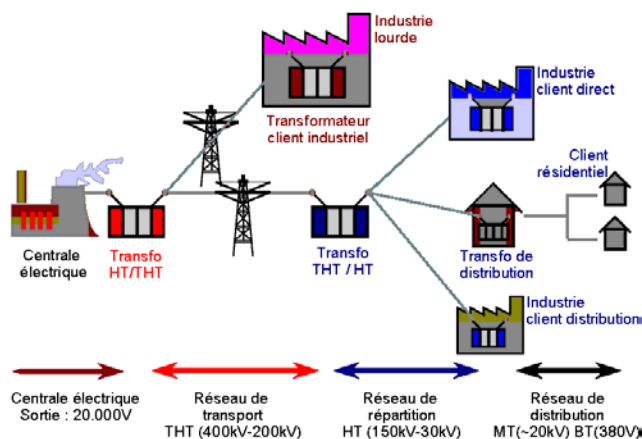 Industrie
lourde
Transformateur
client industriel
Industrie
client direct
Client
résidentiel
Centrale
électrique
Transfo
HT/THT
Transfo
THT / HT
Transfo de
distribution
Industrie
client distribution
Centrale électrique
Sortie : 20.000V
Réseau de
transport
THT (400kV-200kV)
Réseau de
répartition
HT (150kV-30kV)
Réseau de
distribution
MT(~20kV) BT(380V)